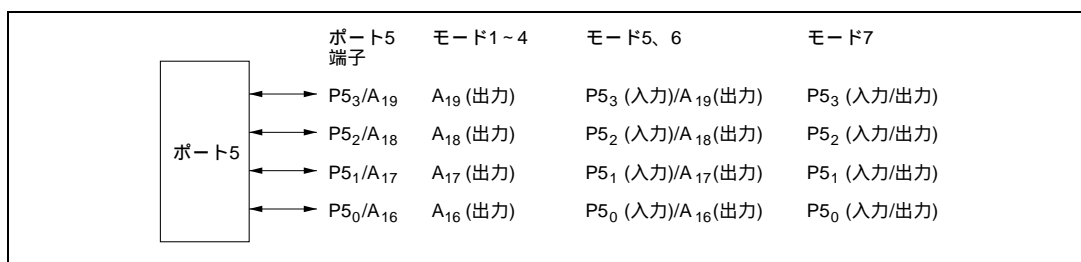 ポート5 モード1~4 モード5、6 モード7
端子
P5₃/A₁₉ A₁₉ (出力) P5₃ (入力)/A₁₉(出力) P5₃ (入力/出力)
P5₂/A₁₈ A₁₈ (出力) P5₂ (入力)/A₁₈(出力) P5₂ (入力/出力)
ポート5
P5₁/A₁₇ A₁₇ (出力) P5₁ (入力)/A₁₇(出力) P5₁ (入力/出力)
P5₀/A₁₆ A₁₆ (出力) P5₀ (入力)/A₁₆(出力) P5₀ (入力/出力)